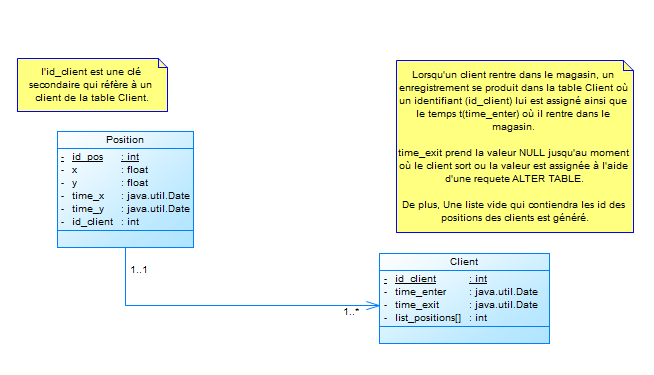 l'id_client est une clé
secondaire qui réfère à un
client de la table Client.
Lorsqu'un client rentre dans le magasin, un
enregistrement se produit dans la table Client où
un identifiant (id_client) lui est assigné ainsi que
le temps t(time_enter) où il rentre dans le
magasin.
time_exit prend la valeur NULL jusqu'au moment
où le client sort ou la valeur est assignée à l'aide
d'une requete ALTER TABLE.
De plus, Une liste vide qui contiendra les id des
positions des clients est généré.
Position
- id_pos : int
- x : float
- y : float
- time_x : java.util.Date
- time_y : java.util.Date
- id_client : int
1..1
1..*
Client
- id_client : int
- time_enter : java.util.Date
- time_exit : java.util.Date
- list_positions[] : int